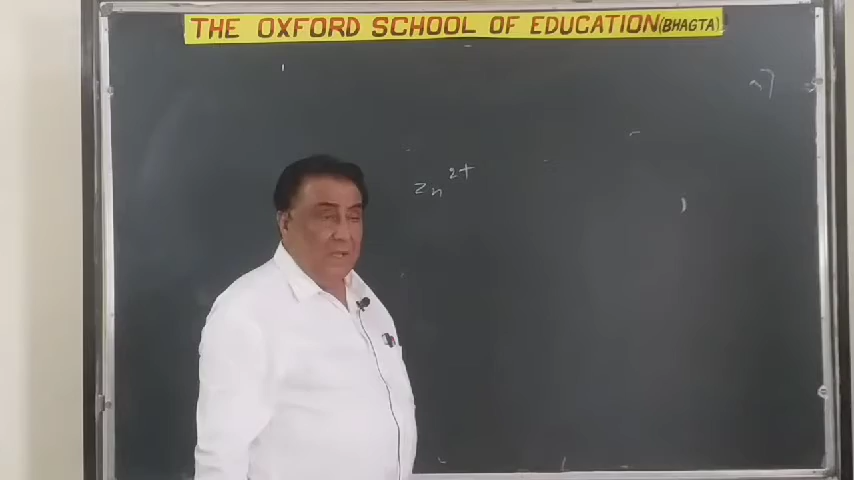 THE OXFORD SCHOOL OF EDUCATION(BHAGTA)
Zn2+